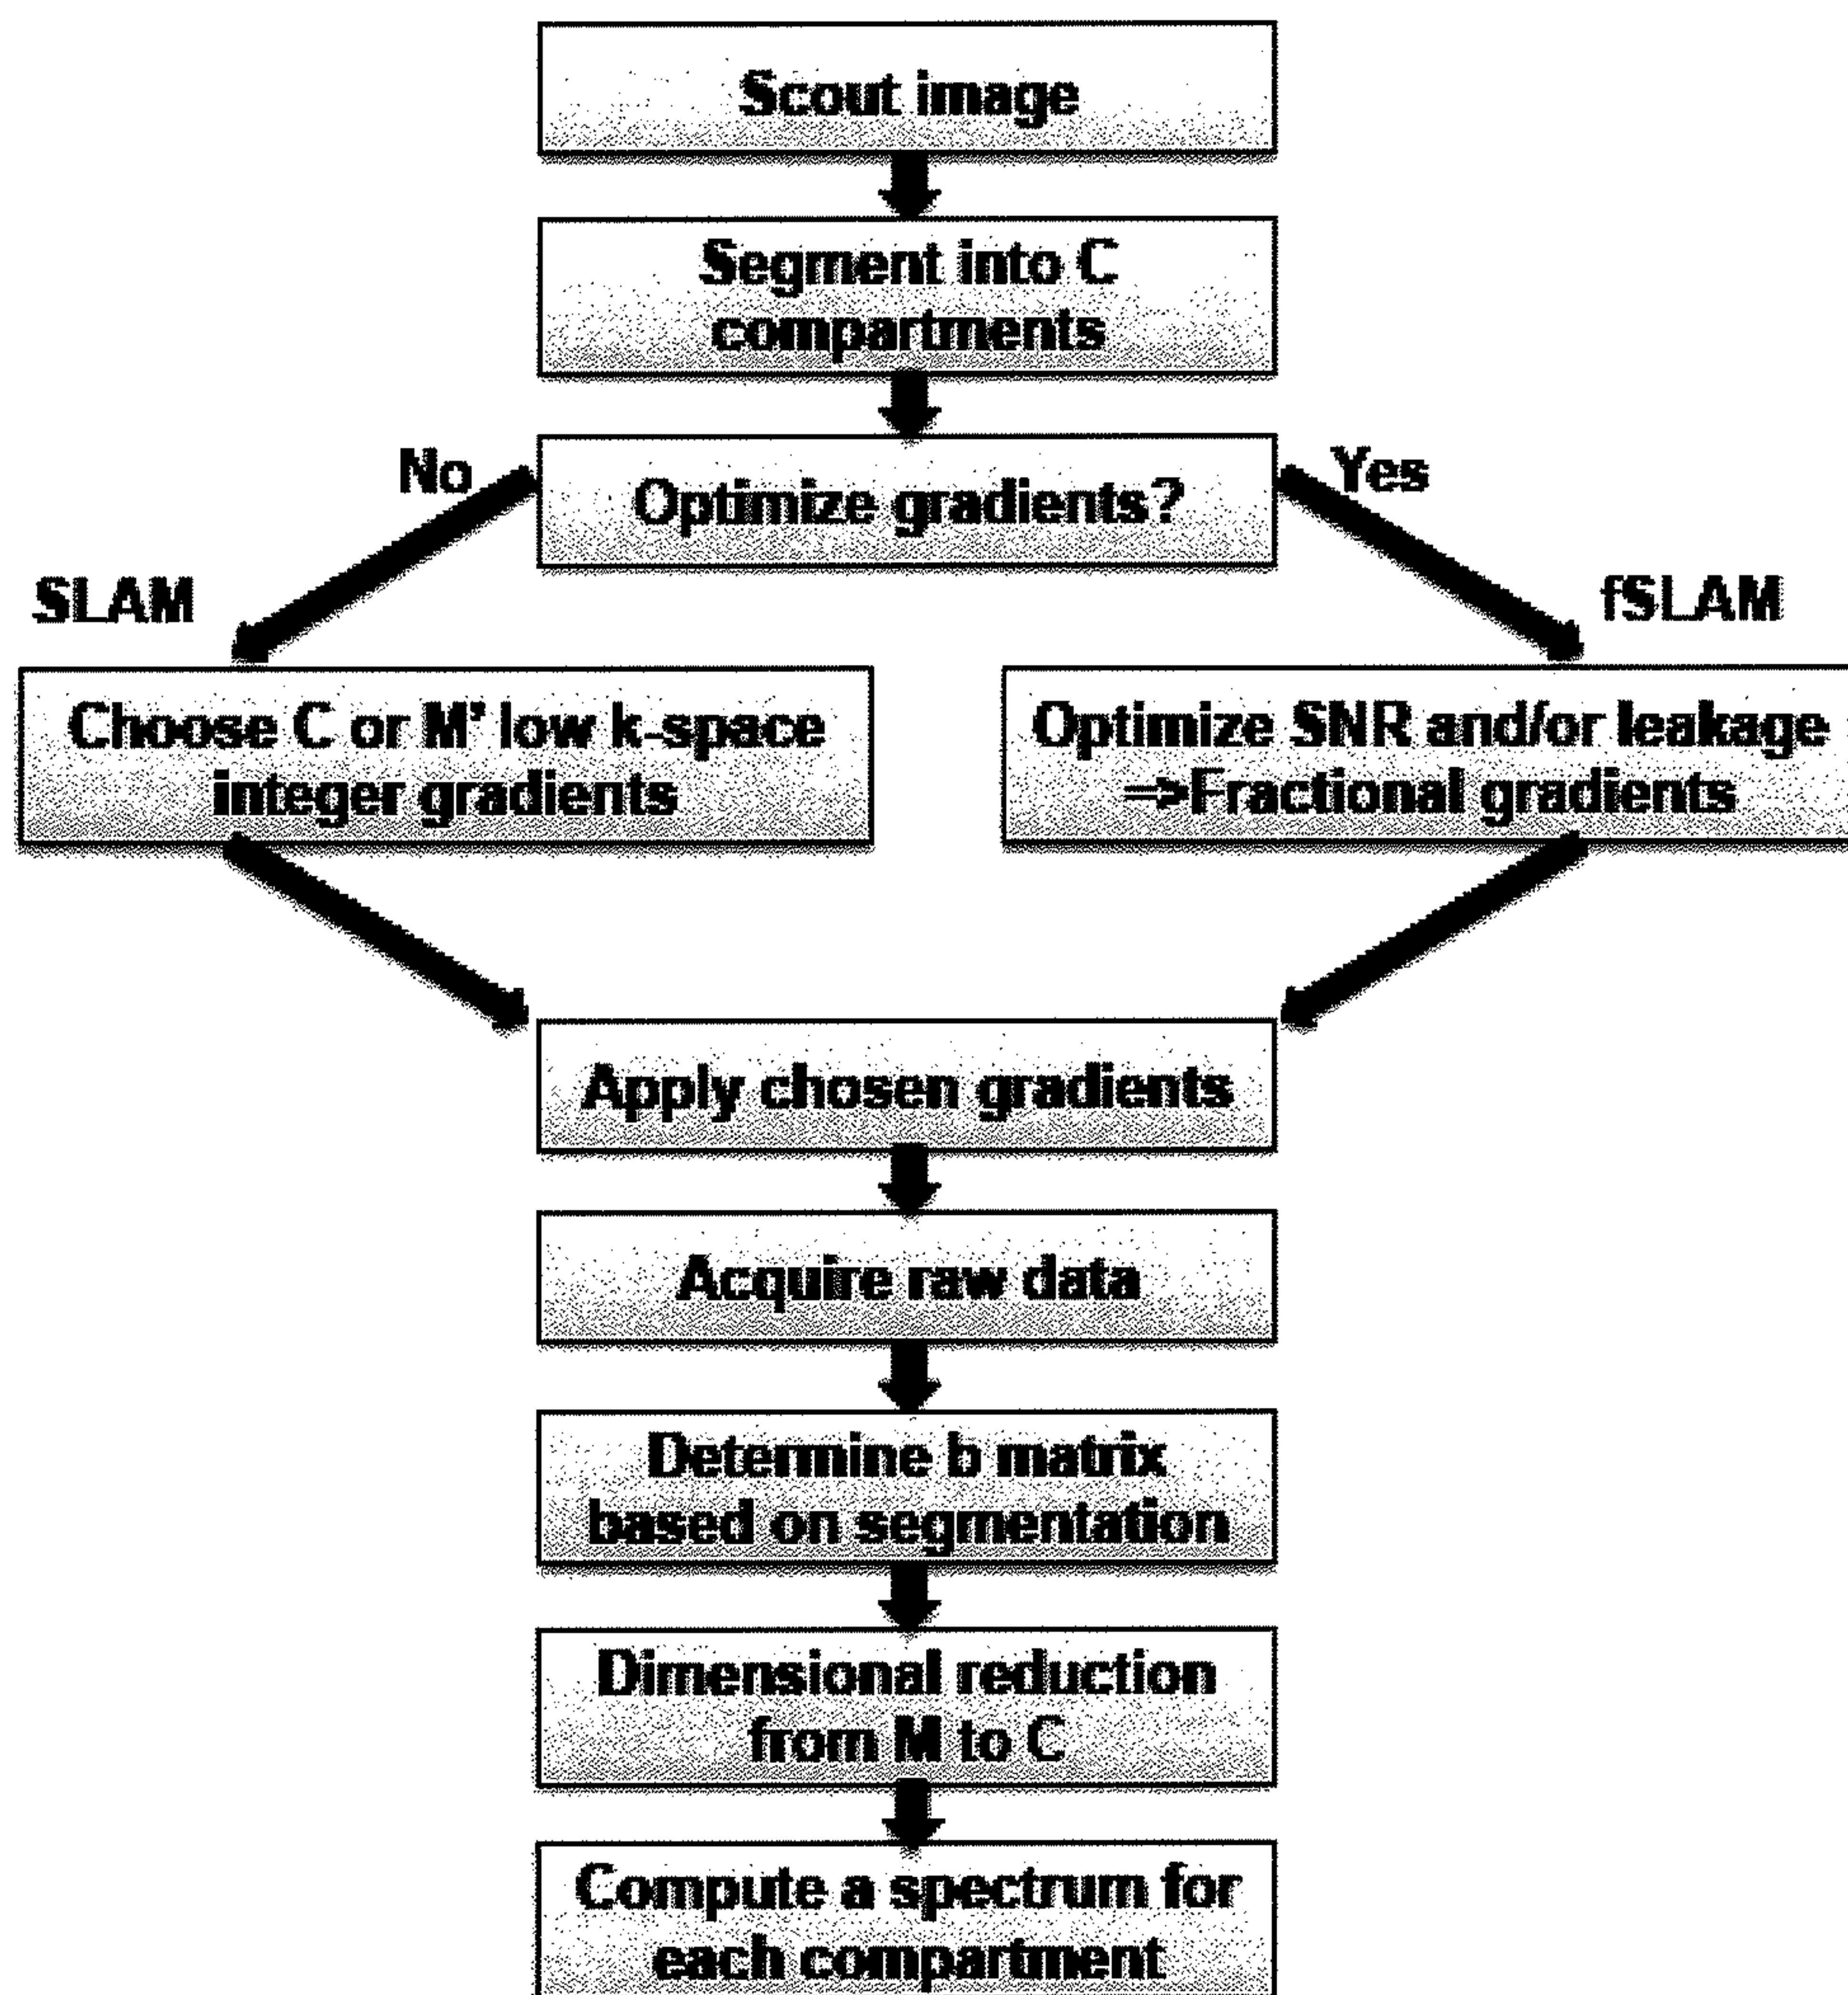 Scout image
Segment into C
compartments
No
Optimize gradients?
Yes
SLAM
fSLAM
Choose C or M' low k-space
integer gradients
Optimize SNR and/or leakage
⇒Fractional gradients
Apply chosen gradients
Acquire raw data
Determine b matrix
based on segmentation
Dimensional reduction
from M to C
Compute a spectrum for
each compartment